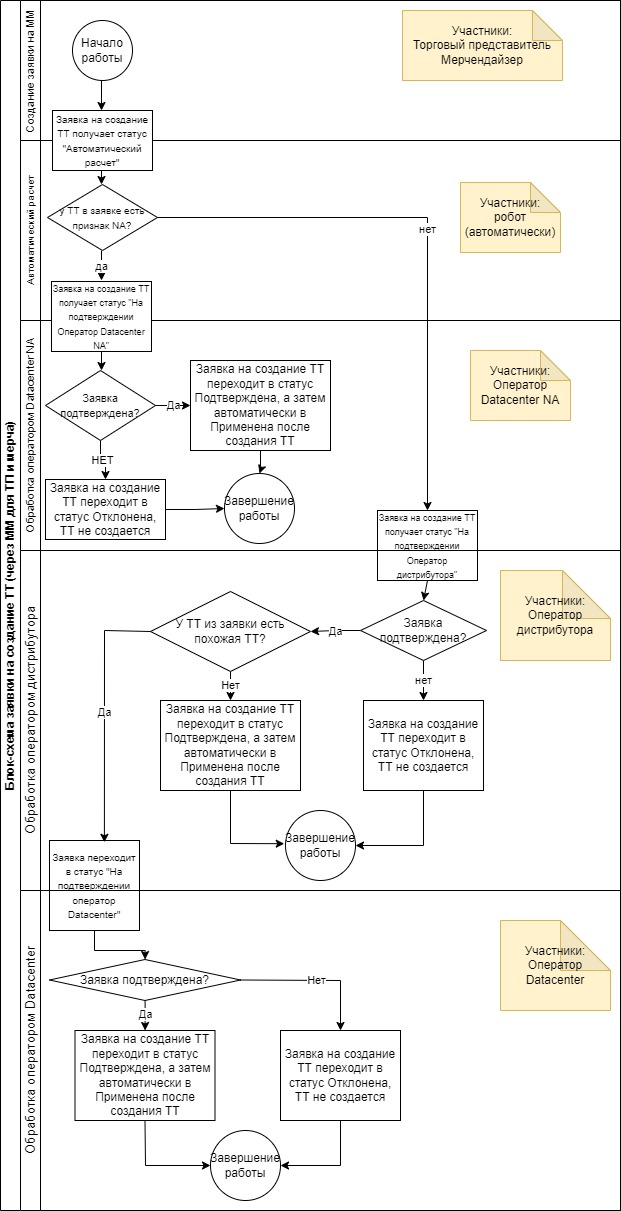 Блок-схема заявки на создание ТТ (через ММ для ТП и мерча)
Создание заявки на ММ
Начало
работы
Участники:
Торговый представитель
Мерчендайзер
Заявка на создание
ТТ получает статус
"Автоматический
расчет"
Автоматический расчет
У ТТ в заявке есть
признак NA?
нет
да
Участники:
робот
(автоматически)
Заявка на создание ТТ
получает статус "На
подтверждении
Оператор Datacenter
NA"
Обработка оператором Datacenter NA
Заявка
подтверждена?
Да
Заявка на создание ТТ
переходит в статус
Подтверждена, а затем
автоматически в
Применена после
создания ТТ
Участники:
Оператор
Datacenter NA
НЕТ
Заявка на создание
ТТ переходит в
статус Отклонена,
ТТ не создается
Завершение
работы
Заявка на создание ТТ
получает статус "На
подтверждении
Оператор
дистрибутора"
Обработка оператором дистрибутора
Участники:
Оператор
дистрибутора
Заявка
подтверждена?
Да
У ТТ из заявки есть
похожая ТТ?
Да
Нет
нет
Заявка на создание ТТ
переходит в статус
Подтверждена, а затем
автоматически в
Применена после
создания ТТ
Заявка на создание
ТТ переходит в
статус Отклонена,
ТТ не создается
Завершение
работы
Заявка переходит
в статус "На
подтверждении
оператор
Datacenter"
Обработка оператором Datacenter
Участники:
Оператор
Datacenter
Заявка подтверждена?
Нет
Да
Заявка на создание ТТ
переходит в статус
Подтверждена, а затем
автоматически в
Применена после
создания ТТ
Заявка на создание
ТТ переходит в
статус Отклонена,
ТТ не создается
Завершение
работы